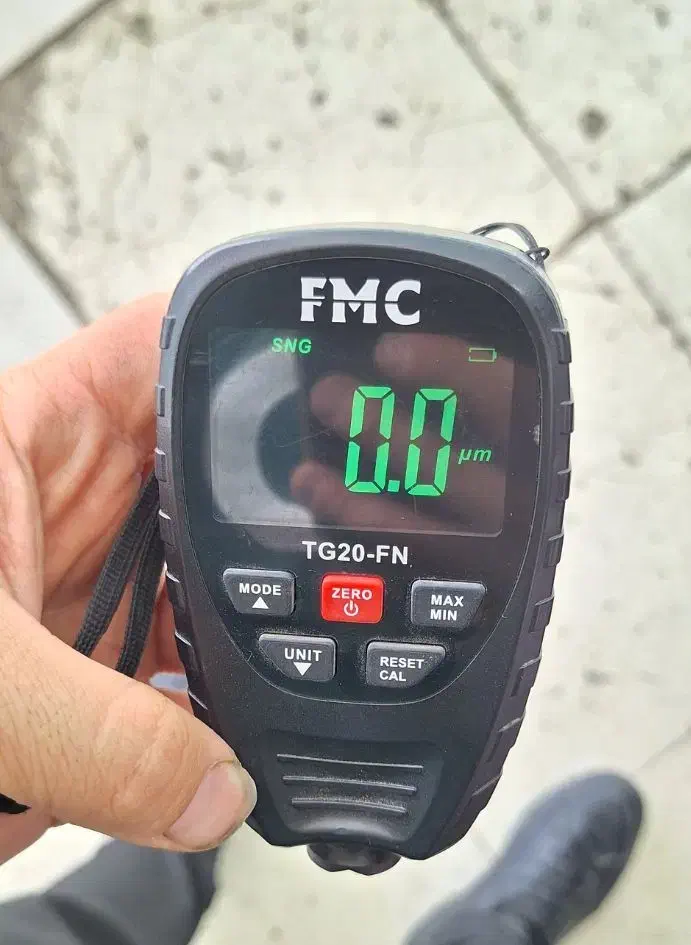 FMC
SNG
0.0 µm
TG20-FN
MODE
ZERO
MAX
MIN
UNIT
RESET
CAL